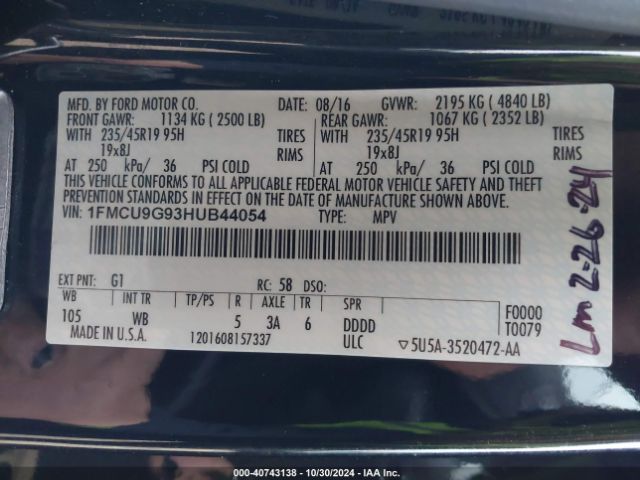 MFD. BY FORD MOTOR CO. DATE: 08/16 GVWR: 2195 KG ( 4840 LB)
FRONT GAWR: 1134 KG ( 2500 LB) REAR GAWR: 1067 KG ( 2352 LB)
WITH 235/45R19 95H TIRES WITH 235/45R19 95H TIRES
19x8J RIMS 19x8J RIMS
AT 250 kPa/ 36 PSI COLD AT 250 kPa/ 36 PSI COLD
THIS VEHICLE CONFORMS TO ALL APPLICABLE FEDERAL MOTOR VEHICLE SAFETY AND THEFT
PREVENTION STANDARDS IN EFFECT ON THE DATE OF MANUFACTURE SHOWN ABOVE.
VIN: 1FMCU9G93HUB44054 TYPE: MPV
EXT PNT: G1 RC: 58 DSO:
WB INT TR TP/PS R AXLE TR SPR F0000
105 WB 5 3A 6 DDDD T0079
MADE IN U.S.A. 1201608157337 ULC ▽5U5A-3520472-AA
Lm 2-26-24
000-40743138 - 10/30/2024 - IAA Inc.